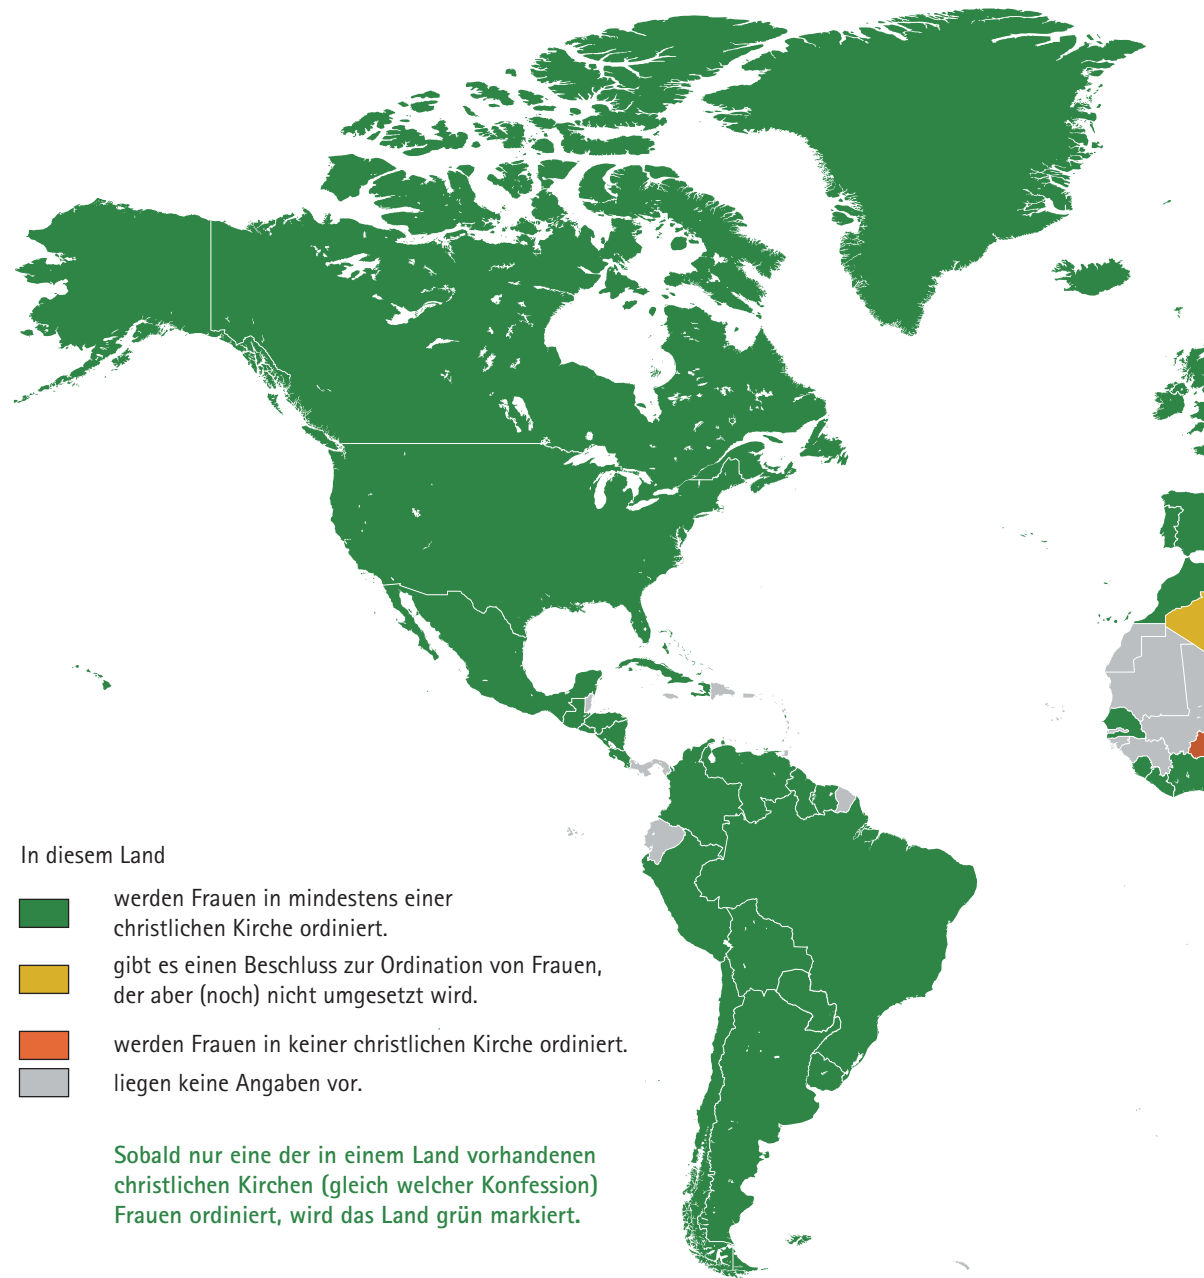 In diesem Land
werden Frauen in mindestens einer
christlichen Kirche ordiniert.
gibt es einen Beschluss zur Ordination von Frauen,
der aber (noch) nicht umgesetzt wird.
werden Frauen in keiner christlichen Kirche ordiniert.
liegen keine Angaben vor.
Sobald nur eine der in einem Land vorhandenen
christlichen Kirchen (gleich welcher Konfession)
Frauen ordiniert, wird das Land grün markiert.